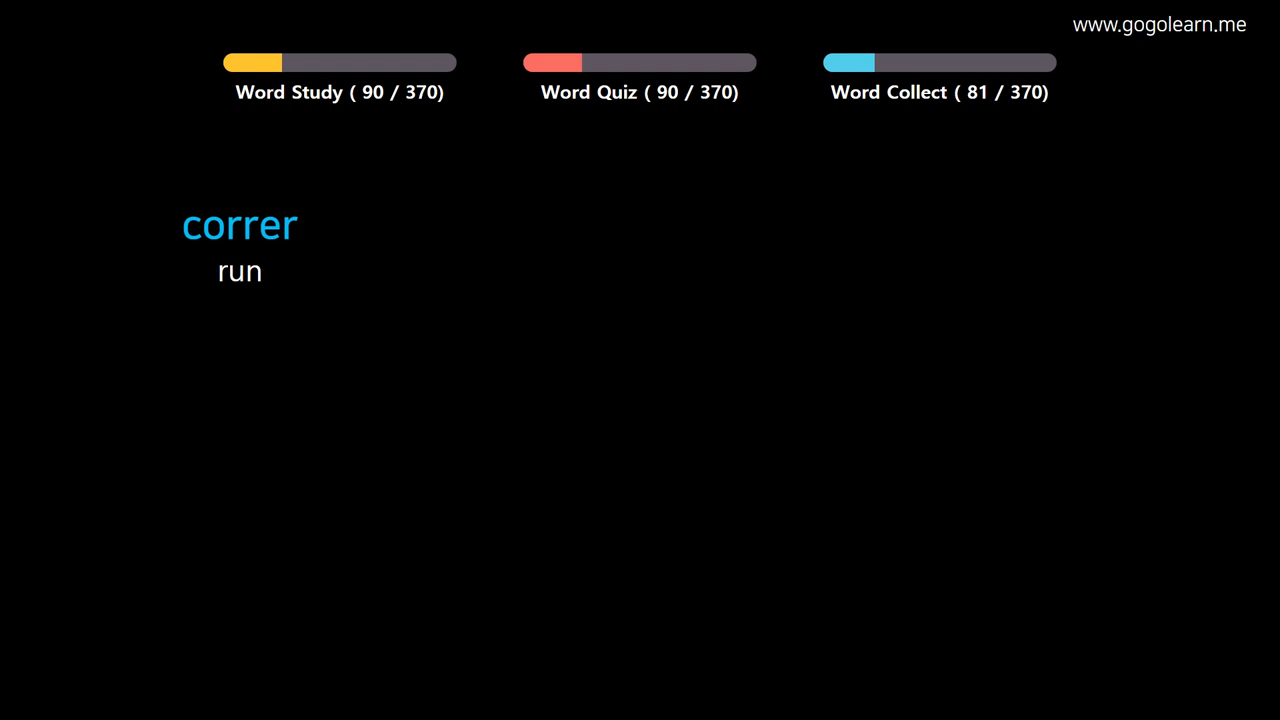 www.gogolearn.me
Word Study ( 90 / 370)
Word Quiz ( 90 / 370)
Word Collect ( 81 / 370)
correr
run